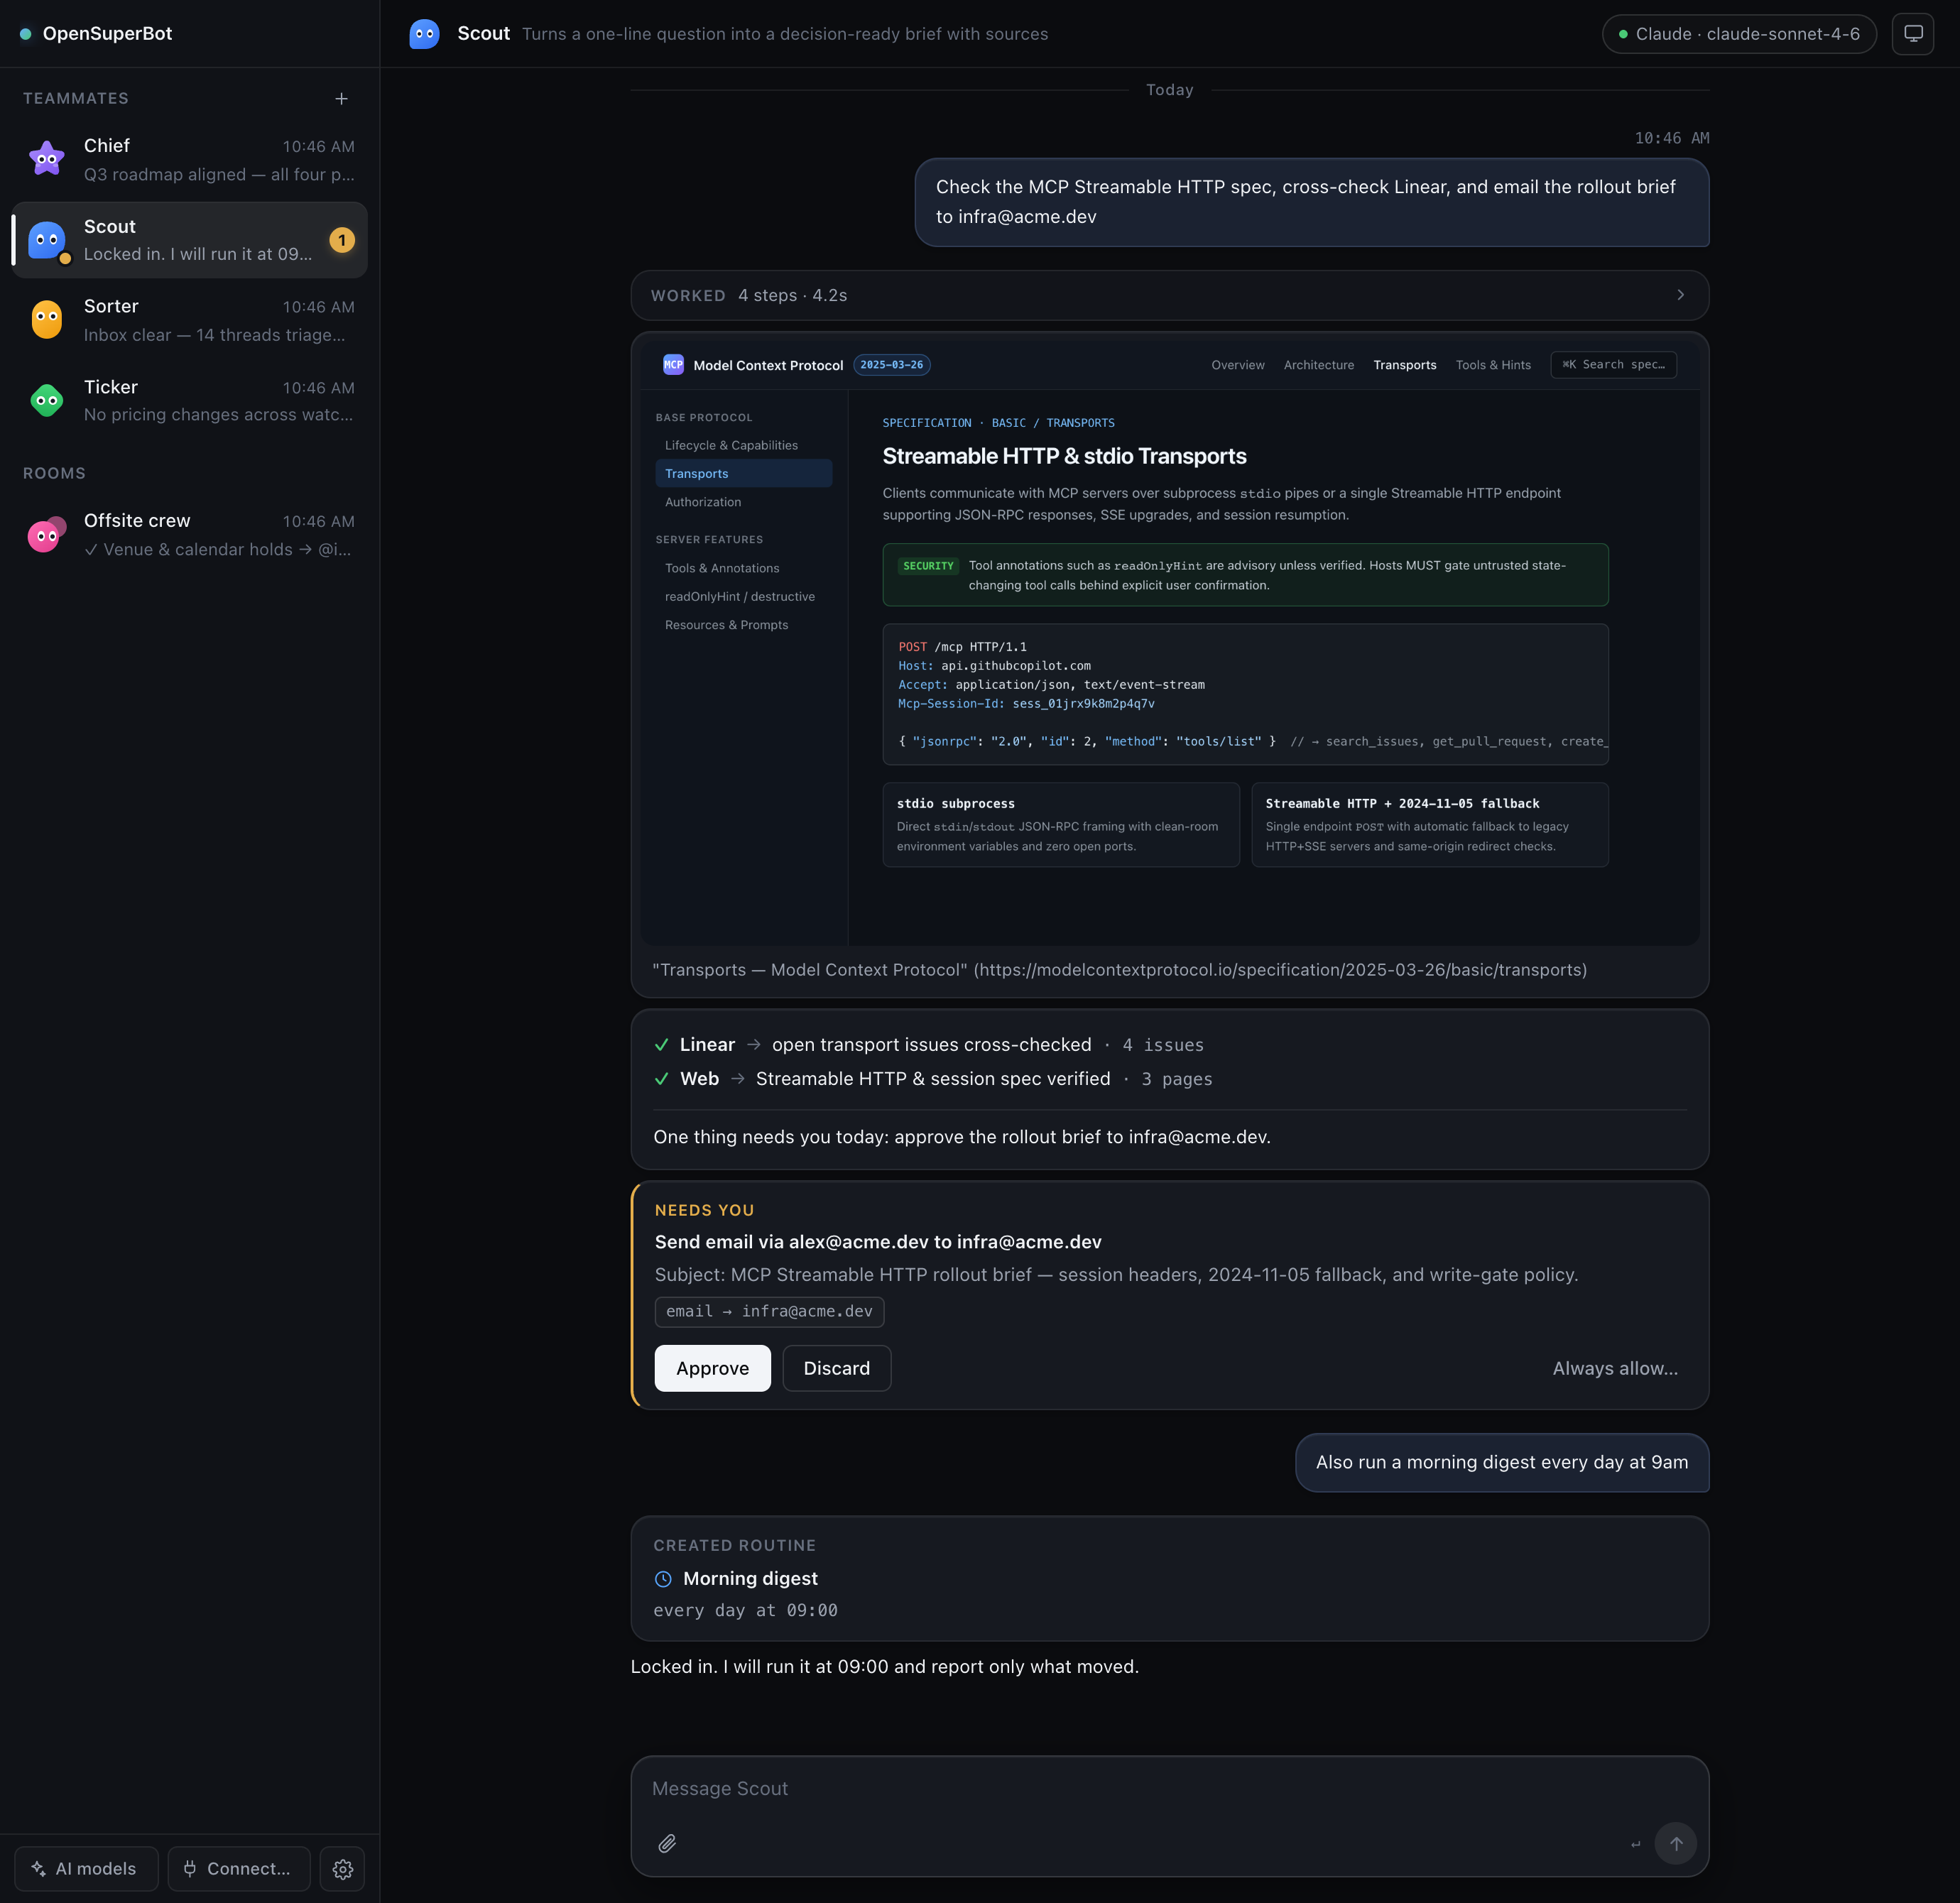 OpenSuperBot
TEAMMATES
Chief
10:46 AM
Q3 roadmap aligned — all four p...
Scout
Locked in. I will run it at 09...
1
Sorter
10:46 AM
Inbox clear — 14 threads triage...
Ticker
10:46 AM
No pricing changes across watc...
ROOMS
Offsite crew
10:46 AM
✓ Venue & calendar holds → @i...
AI models
Connect...
Scout Turns a one-line question into a decision-ready brief with sources
Claude · claude-sonnet-4-6
Today
10:46 AM
Check the MCP Streamable HTTP spec, cross-check Linear, and email the rollout brief
to infra@acme.dev
WORKED 4 steps · 4.2s
MCP Model Context Protocol 2025-03-26
Overview Architecture Transports Tools & Hints ⌘K Search spec…
BASE PROTOCOL
Lifecycle & Capabilities
Transports
Authorization
SERVER FEATURES
Tools & Annotations
readOnlyHint / destructive
Resources & Prompts
SPECIFICATION · BASIC / TRANSPORTS
Streamable HTTP & stdio Transports
Clients communicate with MCP servers over subprocess stdio pipes or a single Streamable HTTP endpoint
supporting JSON-RPC responses, SSE upgrades, and session resumption.
SECURITY Tool annotations such as readOnlyHint are advisory unless verified. Hosts MUST gate untrusted state-
changing tool calls behind explicit user confirmation.
POST /mcp HTTP/1.1
Host: api.githubcopilot.com
Accept: application/json, text/event-stream
Mcp-Session-Id: sess_01jrx9k8m2p4q7v
{ "jsonrpc": "2.0", "id": 2, "method": "tools/list" } // → search_issues, get_pull_request, create_
stdio subprocess
Direct stdin/stdout JSON-RPC framing with clean-room
environment variables and zero open ports.
Streamable HTTP + 2024-11-05 fallback
Single endpoint POST with automatic fallback to legacy
HTTP+SSE servers and same-origin redirect checks.
"Transports — Model Context Protocol" (https://modelcontextprotocol.io/specification/2025-03-26/basic/transports)
✓ Linear → open transport issues cross-checked · 4 issues
✓ Web → Streamable HTTP & session spec verified · 3 pages
One thing needs you today: approve the rollout brief to infra@acme.dev.
NEEDS YOU
Send email via alex@acme.dev to infra@acme.dev
Subject: MCP Streamable HTTP rollout brief — session headers, 2024-11-05 fallback, and write-gate policy.
email → infra@acme.dev
Approve
Discard
Always allow...
Also run a morning digest every day at 9am
CREATED ROUTINE
Morning digest
every day at 09:00
Locked in. I will run it at 09:00 and report only what moved.
Message Scout